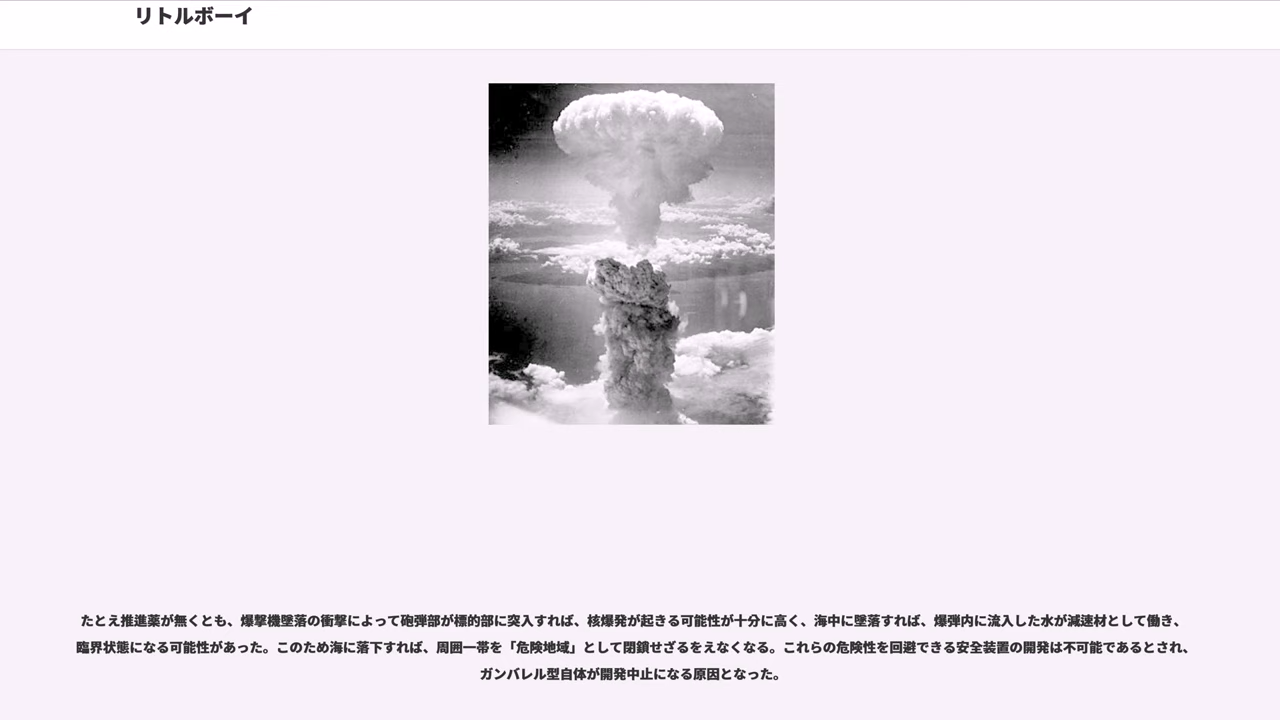 リトルボーイ
たとえ推進薬が無くとも、爆撃機墜落の衝撃によって砲弾部が標的部に突入すれば、核爆発が起きる可能性が十分に高く、海中に墜落すれば、爆弾内に流入した水が減速材として働き、
臨界状態になる可能性があった。このため海に落下すれば、周囲一帯を「危険地域」として閉鎖せざるをえなくなる。これらの危険性を回避できる安全装置の開発は不可能であるとされ、
ガンバレル型自体が開発中止になる原因となった。